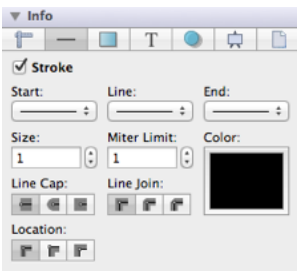 Info
T
Stroke
Start: Line: End:
Size: Miter Limit: Color:
1 1
Line Cap: Line Join:
Location: